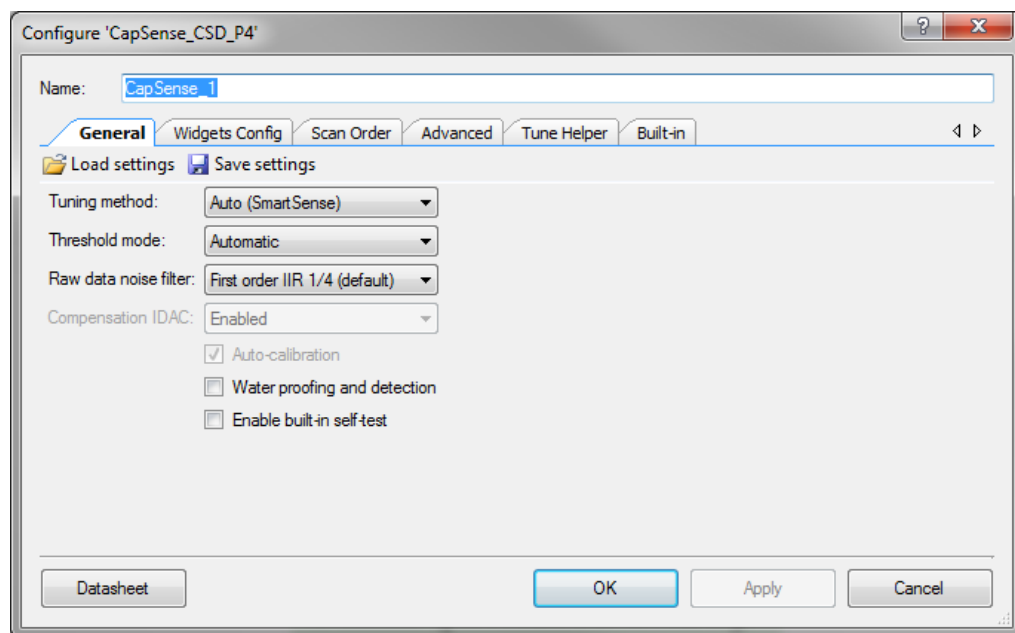 Configure 'CapSense_CSD_P4'
Name: CapSense_1
General Widgets Config Scan Order Advanced Tune Helper Built-in
Load settings Save settings
Tuning method: Auto (SmartSense)
Threshold mode: Automatic
Raw data noise filter: First order IIR 1/4 (default)
Compensation IDAC: Enabled
Auto-calibration
Water proofing and detection
Enable built-in self-test
Datasheet OK Apply Cancel